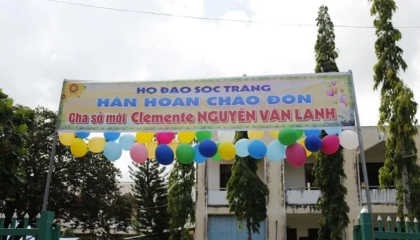 HỌ ĐẠO SÓC TRĂNG
HÂN HOAN CHÀO ĐÓN
Cha sở mới Clemente NGUYỄN VĂN LÀNH